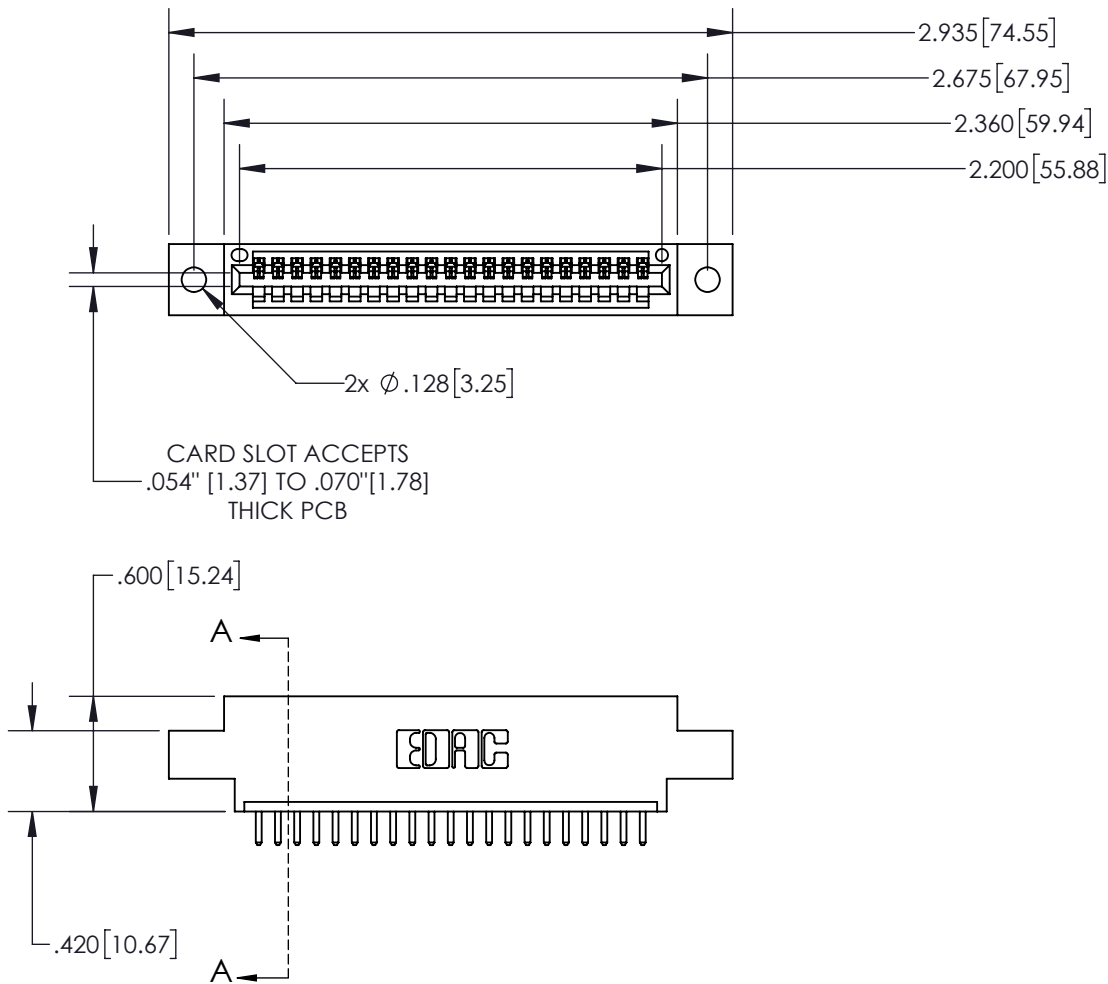 2.935[74.55]
2.675[67.95]
2.360[59.94]
2.200[55.88]
2x ∅.128[3.25]
CARD SLOT ACCEPTS
.054" [1.37] TO .070"[1.78]
THICK PCB
.600[15.24]
A
EDAC
.420[10.67]
A